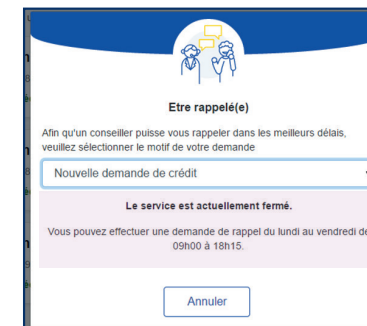 Etre rappelé(e)
Afin qu'un conseiller puisse vous rappeler dans les meilleurs délais,
veuillez sélectionner le motif de votre demande
Nouvelle demande de crédit
Le service est actuellement fermé.
Vous pouvez effectuer une demande de rappel du lundi au vendredi de
09h00 à 18h15.
Annuler